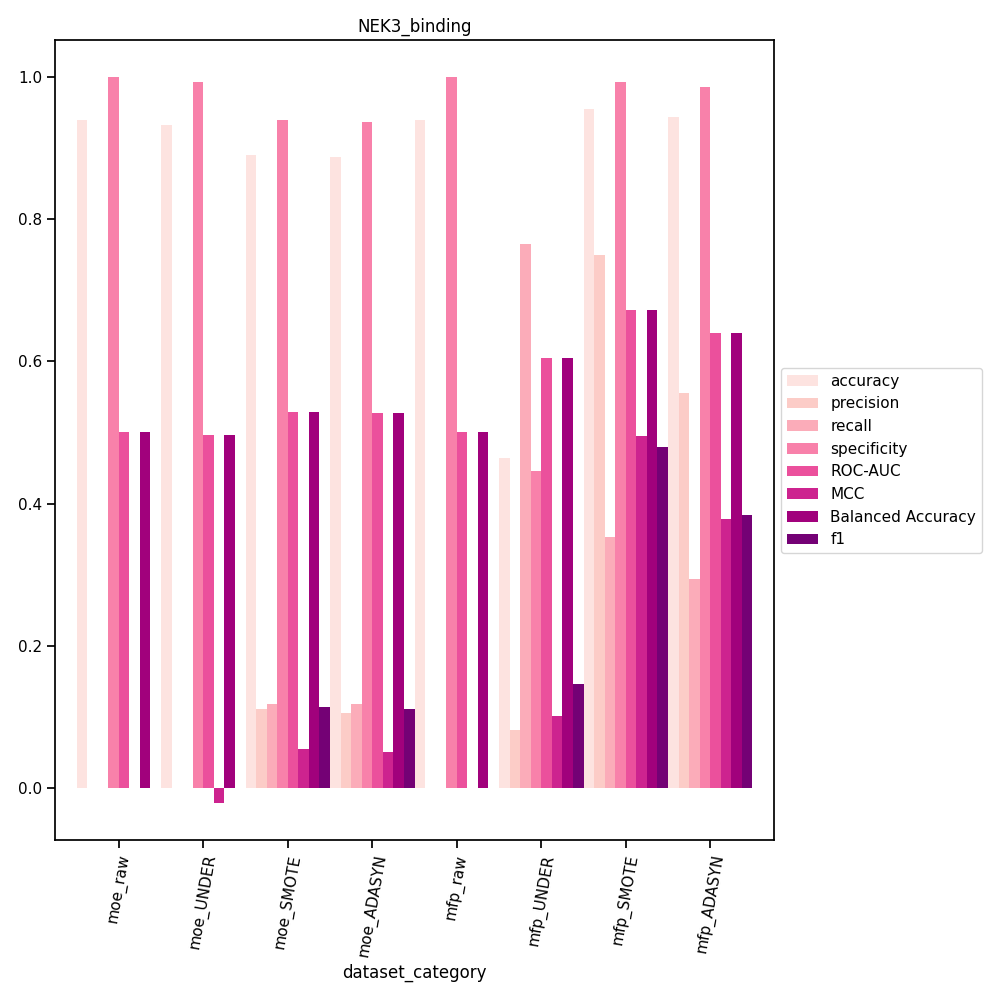 NEK3_binding
1.0
0.8
0.6
0.4
0.2
0.0
moe_raw
moe_UNDER
moe_SMOTE
moe_ADASYN
mfp_raw
mfp_UNDER
mfp_SMOTE
mfp_ADASYN
dataset_category
accuracy
precision
recall
specificity
ROC-AUC
MCC
Balanced Accuracy
f1